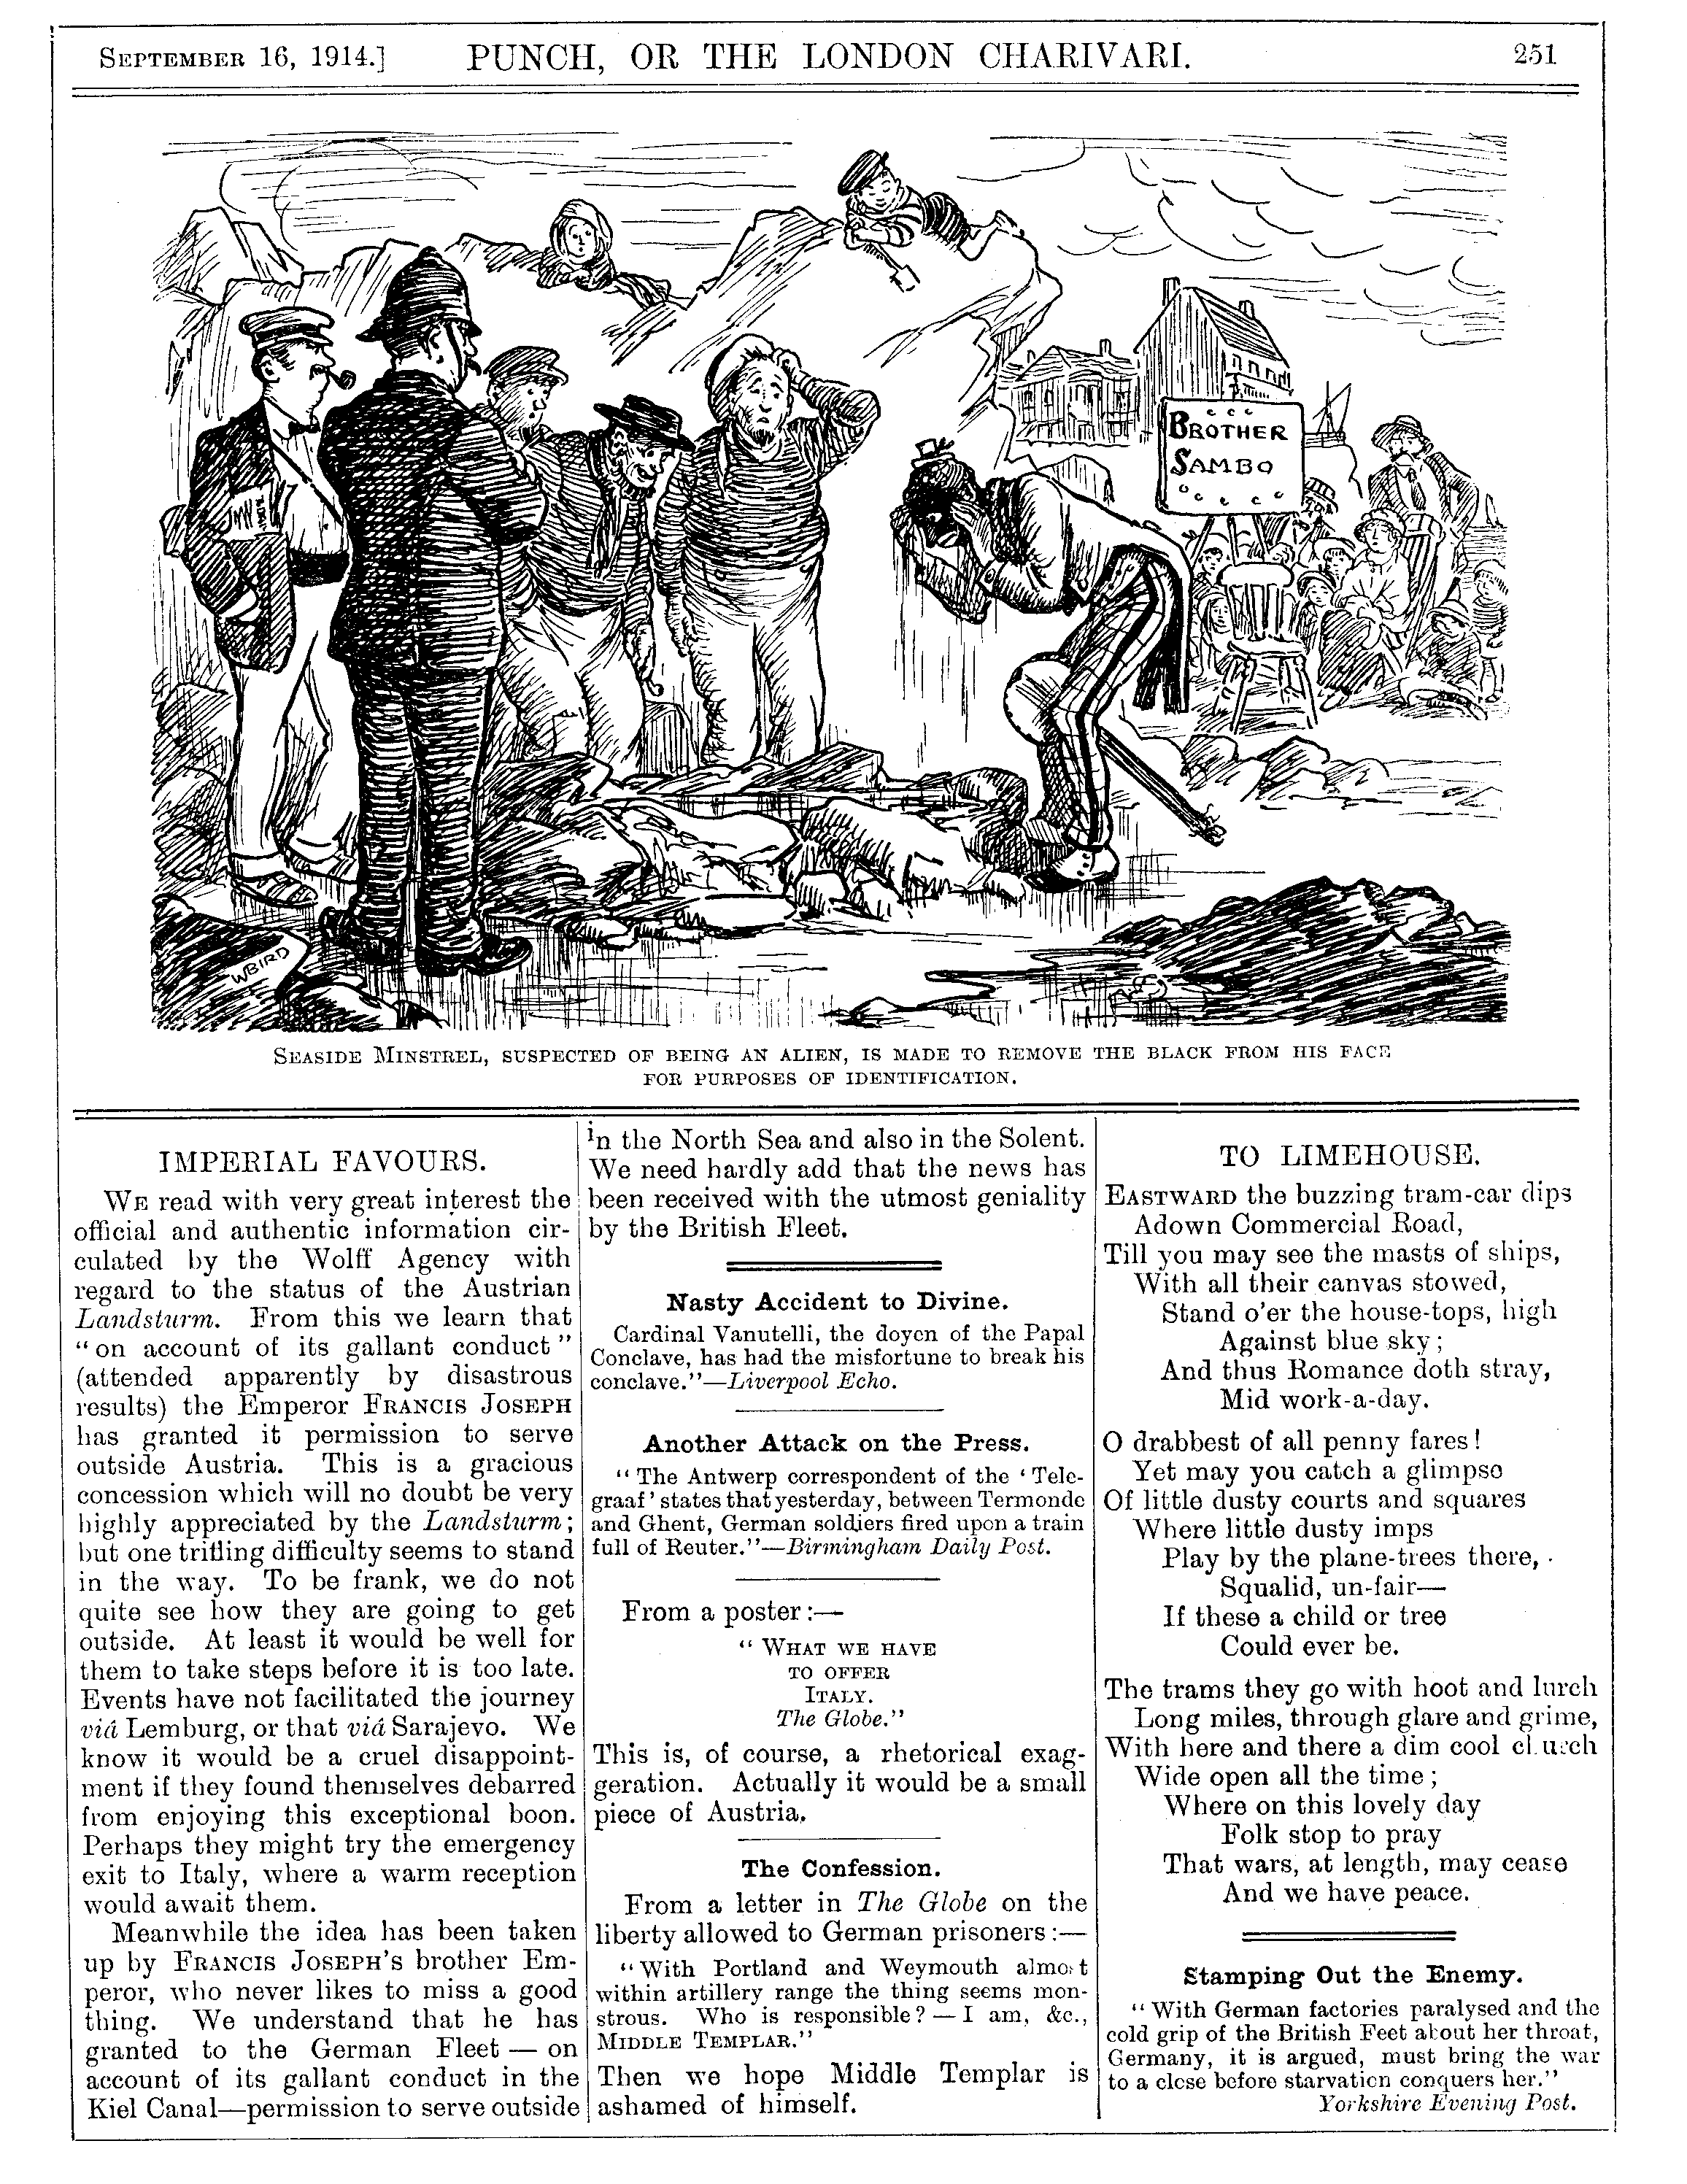 SEPTEMBER 16, 1914.] PUNCH, OR THE LONDON CHARIVARI. 251
BROTHER
SAMBO
WBIRD
SEASIDE MINSTREL, SUSPECTED OF BEING AN ALIEN, IS MADE TO REMOVE THE BLACK FROM HIS FACE
FOR PURPOSES OF IDENTIFICATION.
IMPERIAL FAVOURS.
WE read with very great interest the
official and authentic information cir-
culated by the Wolff Agency with
regard to the status of the Austrian
Landsturm. From this we learn that
"on account of its gallant conduct"
(attended apparently by disastrous
results) the Emperor FRANCIS JOSEPH
has granted it permission to serve
outside Austria. This is a gracious
concession which will no doubt be very
highly appreciated by the Landsturm;
but one trifling difficulty seems to stand
in the way. To be frank, we do not
quite see how they are going to get
outside. At least it would be well for
them to take steps before it is too late.
Events have not facilitated the journey
viâ Lemburg, or that viâ Sarajevo. We
know it would be a cruel disappoint-
ment if they found themselves debarred
from enjoying this exceptional boon.
Perhaps they might try the emergency
exit to Italy, where a warm reception
would await them.
Meanwhile the idea has been taken
up by FRANCIS JOSEPH'S brother Em-
peror, who never likes to miss a good
thing. We understand that he has
granted to the German Fleet — on
account of its gallant conduct in the
Kiel Canal—permission to serve outside
in the North Sea and also in the Solent.
We need hardly add that the news has
been received with the utmost geniality
by the British Fleet.
Nasty Accident to Divine.
Cardinal Vanutelli, the doyen of the Papal
Conclave, has had the misfortune to break his
conclave."—Liverpool Echo.
Another Attack on the Press.
"The Antwerp correspondent of the 'Tele-
graaf' states that yesterday, between Termonde
and Ghent, German soldiers fired upon a train
full of Reuter."—Birmingham Daily Post.
From a poster:—
"WHAT WE HAVE
TO OFFER
ITALY.
The Globe."
This is, of course, a rhetorical exag-
geration. Actually it would be a small
piece of Austria.
The Confession.
From a letter in The Globe on the
liberty allowed to German prisoners:—
"With Portland and Weymouth almost
within artillery range the thing seems mon-
strous. Who is responsible? — I am, &c.,
MIDDLE TEMPLAR."
Then we hope Middle Templar is
ashamed of himself.
TO LIMEHOUSE.
EASTWARD the buzzing tram-car dips
Adown Commercial Road,
Till you may see the masts of ships,
With all their canvas stowed,
Stand o'er the house-tops, high
Against blue sky;
And thus Romance doth stray,
Mid work-a-day.
O drabbest of all penny fares!
Yet may you catch a glimpse
Of little dusty courts and squares
Where little dusty imps
Play by the plane-trees there,
Squalid, un-fair—
If these a child or tree
Could ever be.
The trams they go with hoot and lurch
Long miles, through glare and grime,
With here and there a dim cool church
Wide open all the time;
Where on this lovely day
Folk stop to pray
That wars, at length, may cease
And we have peace.
Stamping Out the Enemy.
"With German factories paralysed and the
cold grip of the British Feet about her throat,
Germany, it is argued, must bring the war
to a close before starvation conquers her."
Yorkshire Evening Post.